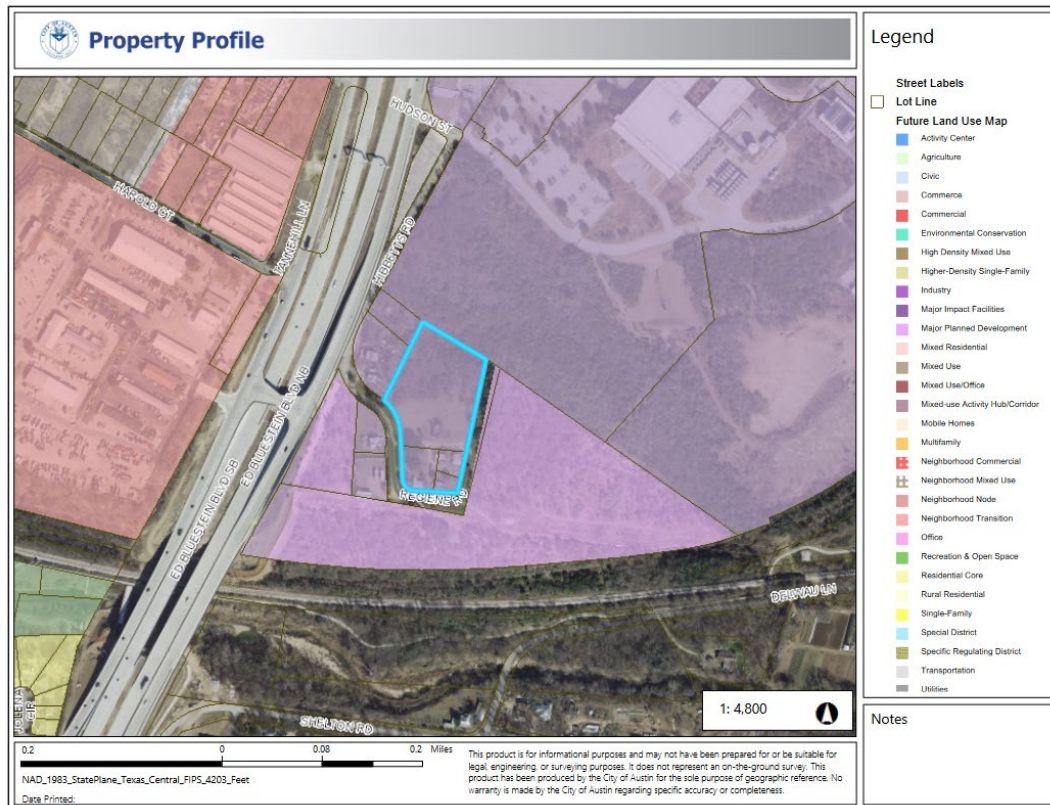 CITY OF AUSTIN
Property Profile
HUDSON ST
HAROLD CT
TANNEHILL LN
HIBBETTS RD
ED BLUESTEIN BLVD NB
ED BLUESTEIN BLVD SB
REGIENE RD
DELWAU LN
SHELTON RD
JOLENA
CIR
1: 4,800
Legend
Street Labels
Lot Line
Future Land Use Map
Activity Center
Agriculture
Civic
Commerce
Commercial
Environmental Conservation
High Density Mixed Use
Higher-Density Single-Family
Industry
Major Impact Facilities
Major Planned Development
Mixed Residential
Mixed Use
Mixed Use/Office
Mixed-use Activity Hub/Corridor
Mobile Homes
Multifamily
Neighborhood Commercial
Neighborhood Mixed Use
Neighborhood Node
Neighborhood Transition
Office
Recreation & Open Space
Residential Core
Rural Residential
Single-Family
Special District
Specific Regulating District
Transportation
Utilities
Notes
0.2 0 0.08 0.2 Miles
NAD_1983_StatePlane_Texas_Central_FIPS_4203_Feet
Date Printed:
This product is for informational purposes and may not have been prepared for or be suitable for
legal, engineering, or surveying purposes. It does not represent an on-the-ground survey. This
product has been produced by the City of Austin for the sole purpose of geographic reference. No
warranty is made by the City of Austin regarding specific accuracy or completeness.